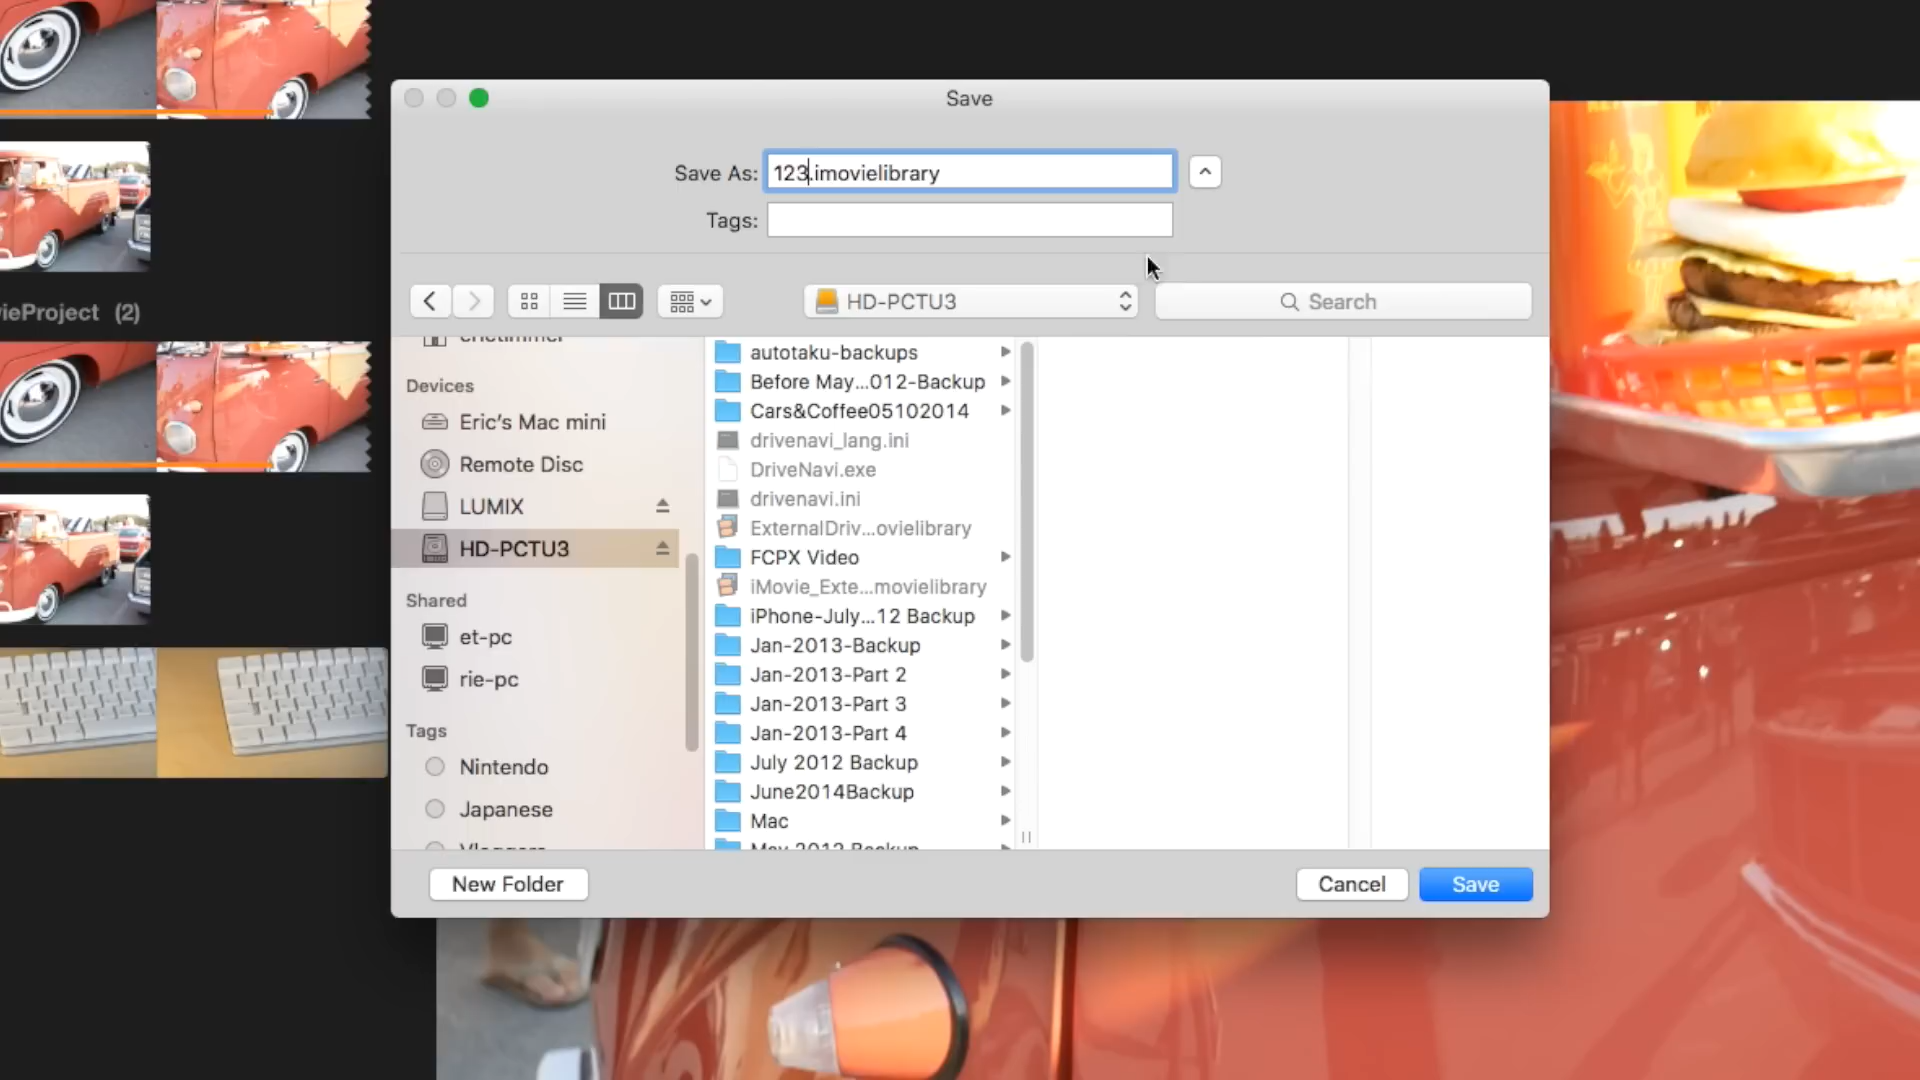 Save
Save As: 123.imovielibrary
Tags:
HD-PCTU3
Search
ieProject (2)
Devices
Eric's Mac mini
Remote Disc
LUMIX
HD-PCTU3
Shared
et-pc
rie-pc
Tags
Nintendo
Japanese
autotaku-backups
Before May...012-Backup
Cars&Coffee05102014
drivenavi_lang.ini
DriveNavi.exe
drivenavi.ini
ExternalDriv...ovielibrary
FCPX Video
iMovie_Exte...movielibrary
iPhone-July...12 Backup
Jan-2013-Backup
Jan-2013-Part 2
Jan-2013-Part 3
Jan-2013-Part 4
July 2012 Backup
June2014Backup
Mac
May 2012 Backup
New Folder
Cancel
Save